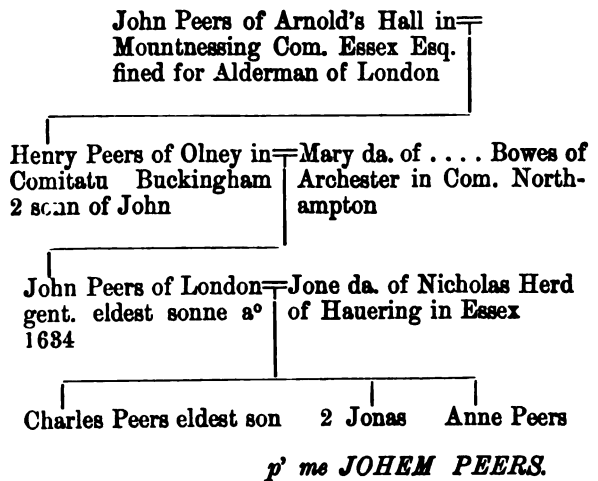 John Peers of Arnold's Hall in
Mountnessing Com. Essex Esq.
fined for Alderman of London
Henry Peers of Olney in
Comitatu Buckingham
2 sonn of John
Mary da. of .... Bowes of
Archester in Com. North-
ampton
John Peers of London
gent. eldest sonne aº
1634
Jone da. of Nicholas Herd
of Hauering in Essex
Charles Peers eldest son
2 Jonas
Anne Peers
p' me JOHEM PEERS.